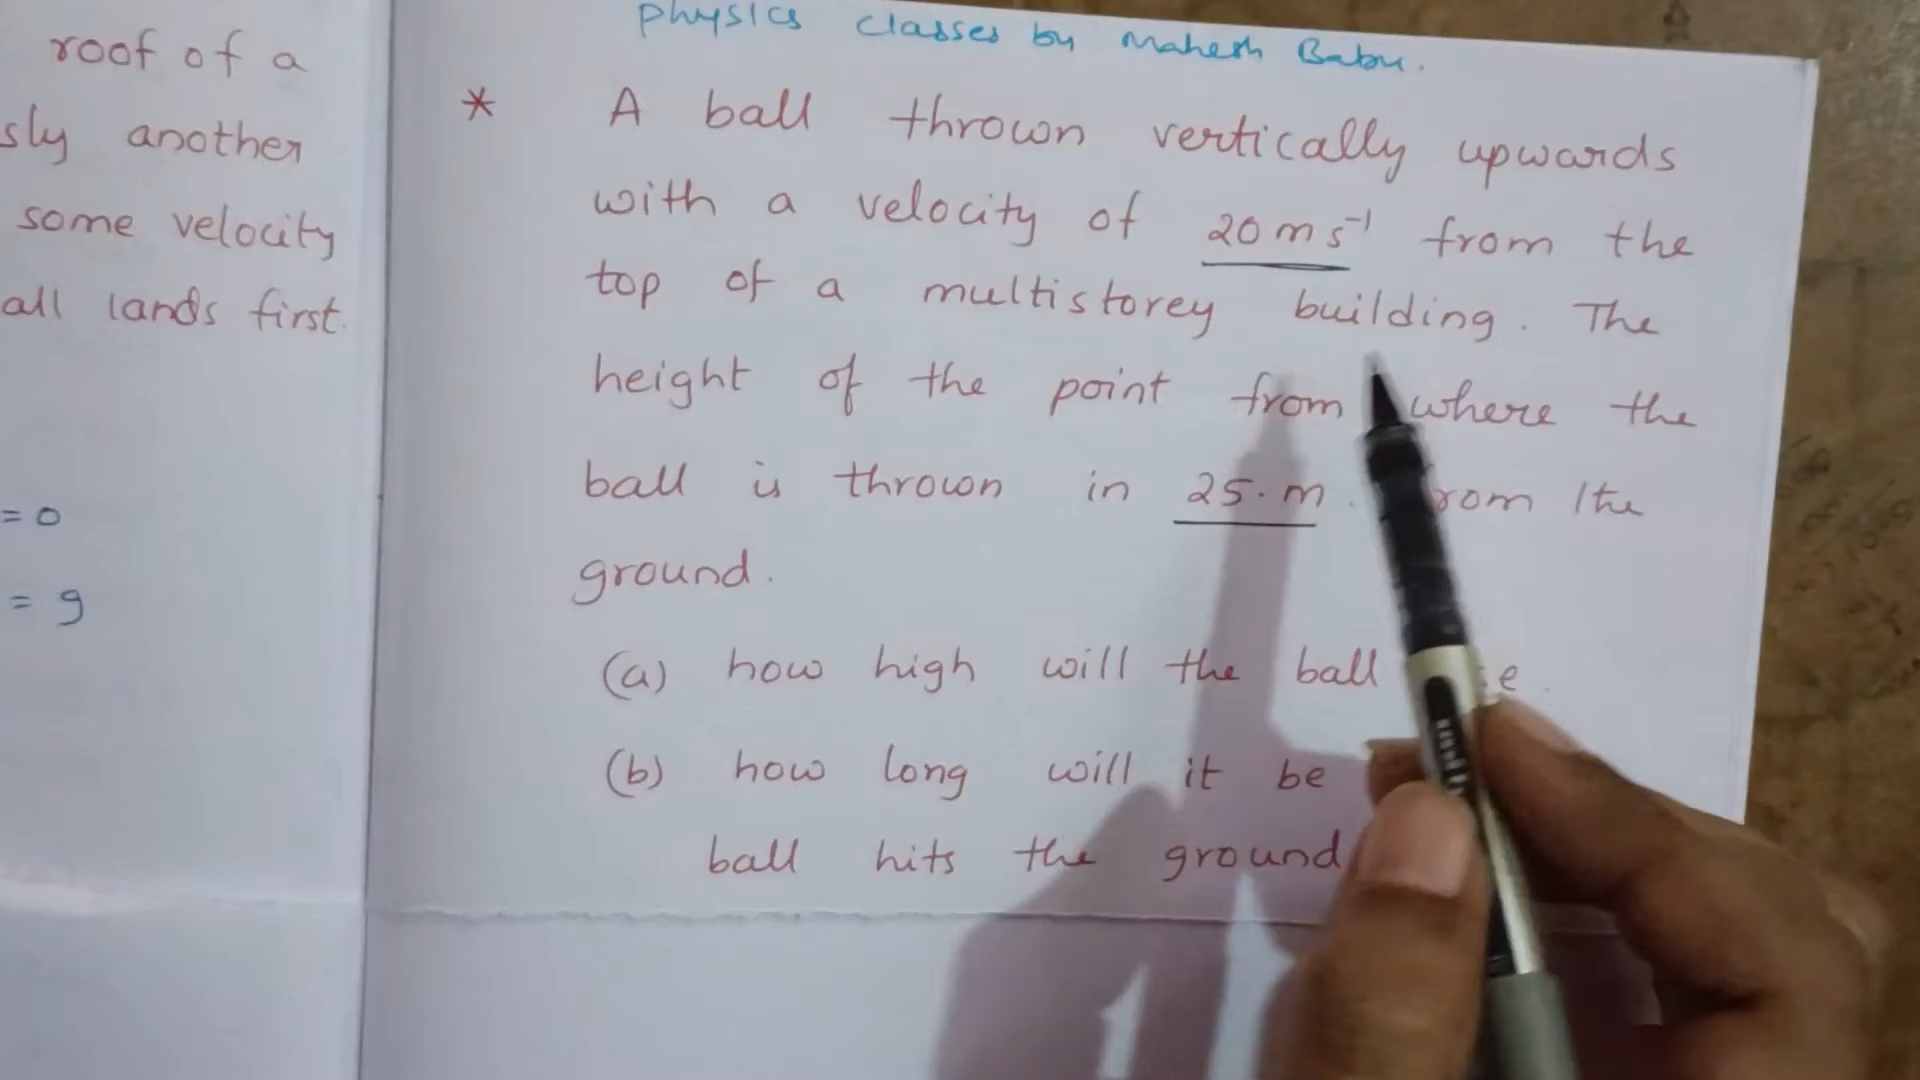 roof of a
sly another
some velocity
all lands first.
= 0
= g
physics classes by Mahesh Babu.
* A ball thrown vertically upwards
with a velocity of 20 m s⁻¹ from the
top of a multistorey building. The
height of the point from where the
ball is thrown in 25.m. rom the
ground.
(a) how high will the ball
(b) how long will it be
ball hits the ground